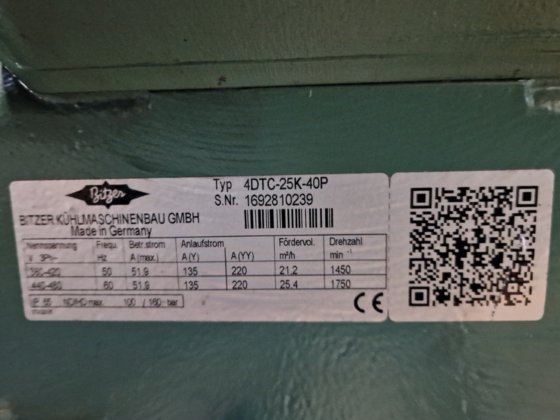 Bitzer
Typ 4DTC-25K-40P
S.Nr. 1692810239
BITZER KÜHLMASCHINENBAU GMBH
Made in Germany
Nennspannung Frequ. Betr.strom Anlaufstrom Fördervol. Drehzahl
V 3Ph~ Hz A (max.) A (Y) A (YY) m³/h min⁻¹
380-420 50 51.9 135 220 21.2 1450
440-480 60 51.9 135 220 25.4 1750
IP 55 ND/HD max. 100 / 160 bar
CE